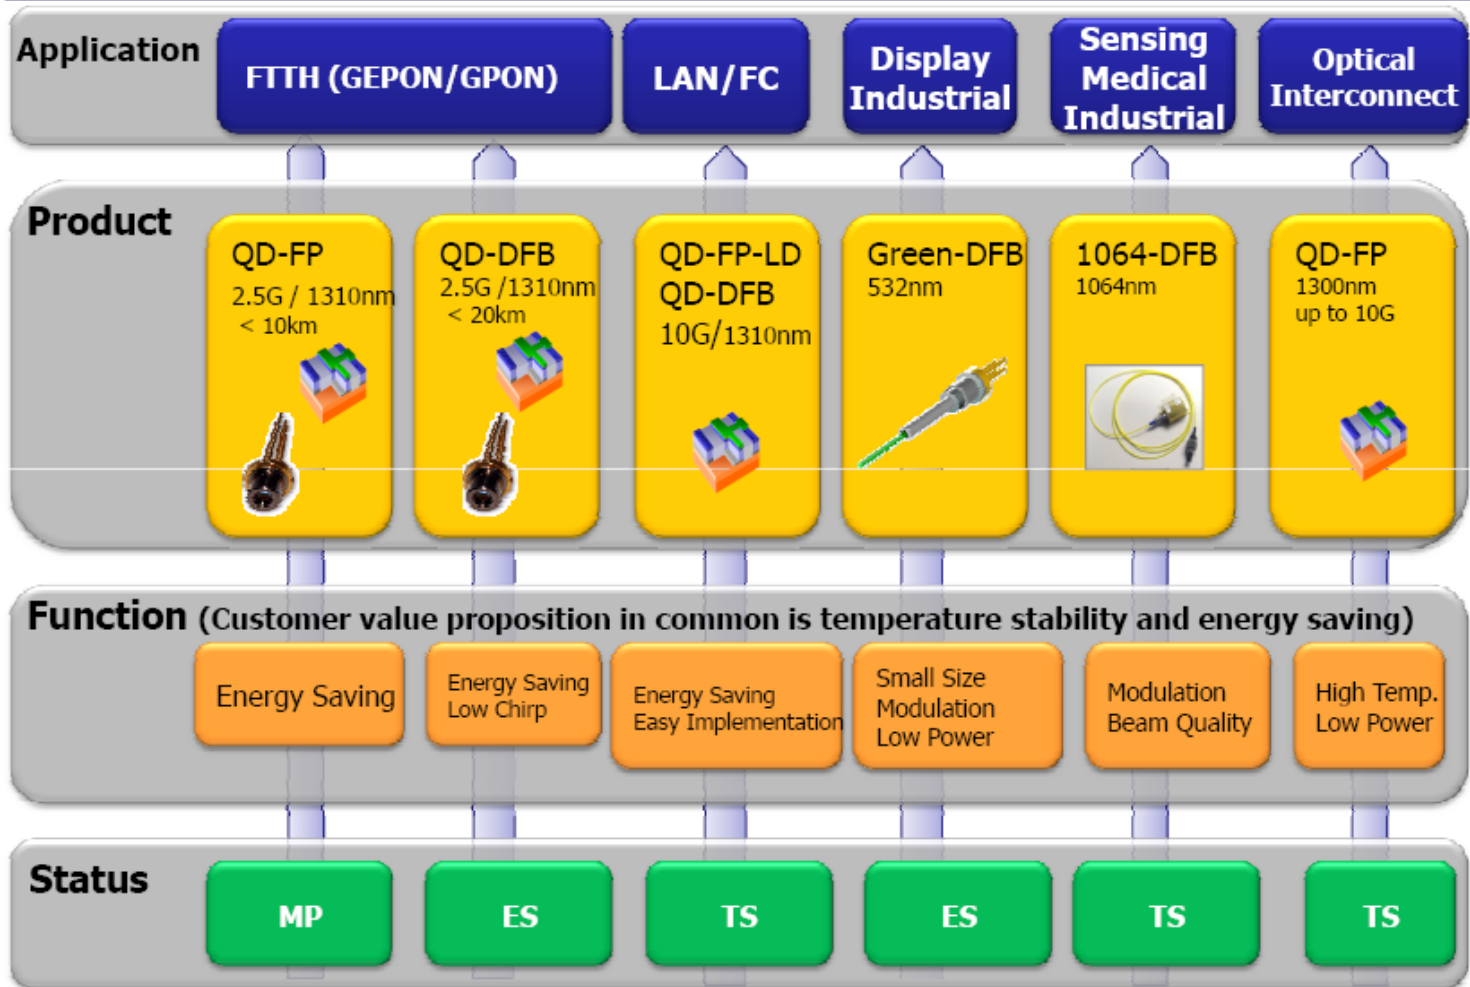 Application
FTTH (GEPON/GPON)
LAN/FC
Display
Industrial
Sensing
Medical
Industrial
Optical
Interconnect
Product
QD-FP
2.5G / 1310nm
< 10km
QD-DFB
2.5G /1310nm
< 20km
QD-FP-LD
QD-DFB
10G/1310nm
Green-DFB
532nm
1064-DFB
1064nm
QD-FP
1300nm
up to 10G
Function (Customer value proposition in common is temperature stability and energy saving)
Energy Saving
Energy Saving
Low Chirp
Energy Saving
Easy Implementation
Small Size
Modulation
Low Power
Modulation
Beam Quality
High Temp.
Low Power
Status
MP
ES
TS
ES
TS
TS